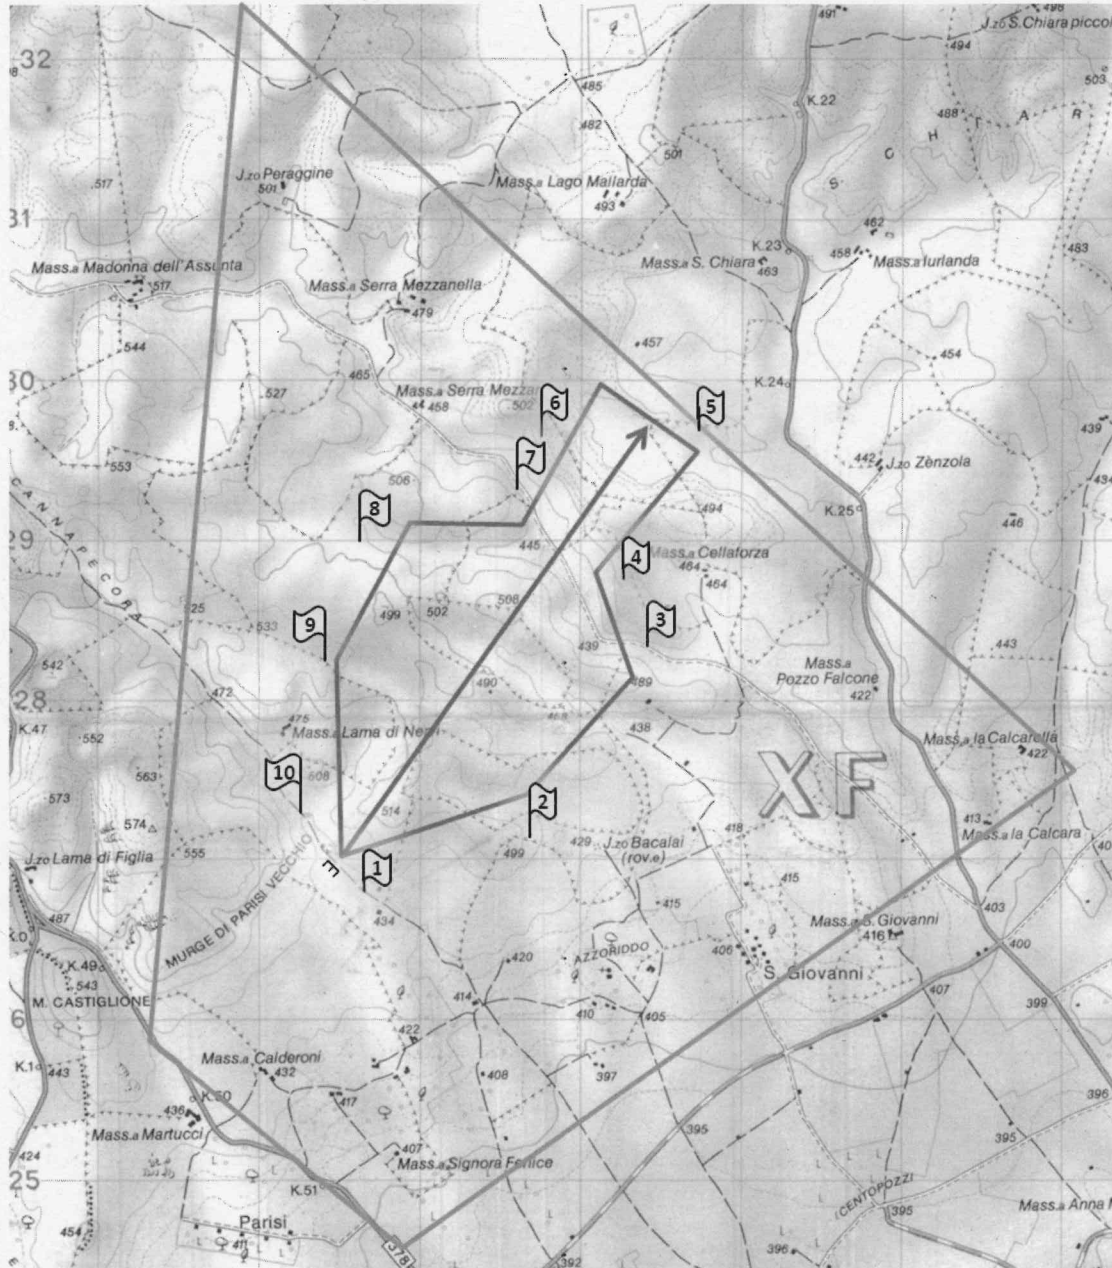 491
498
J.zo S. Chiara piccol
32
494
485
503
K.22
488
482
C H I A R
S.
501
J.zo Peraggine
501
517
Mass.a Lago Mallarda
493
31
462
K.23
458
Mass.a Iurlanda
483
Mass.a Madonna dell'Assunta
517
Mass.a S. Chiara
463
Mass.a Serra Mezzanella
479
544
457
454
465
30
K.24
527
Mass.a Serra Mezza
458
502
6
5
439
553
7
442
J.zo Zènzola
506
434
8
494
K.25
446
29
445
4
Mass.a Cellaforza
464
464
CANNAPECORA
525
533
499
502
508
9
3
439
443
542
472
490
489
Mass.a
Pozzo Falcone
422
28
K.47
552
475
Mass.a Lama di Nervi
438
Mass.a la Calcarella
422
563
10
508
XF
573
514
2
574
413
Mass.a la Calcara
J.zo Lama di Figlia
555
499
429
J.zo Bacalai
(rov.e)
418
MURGE DI PARISI VECCHIO
1
415
487
434
415
Mass.a S. Giovanni
416
403
K.49
543
420
AZZORIDDO
406
S. Giovanni
400
M. CASTIGLIONE
414
407
399
6
422
410
405
K.1
443
Mass.a Calderoni
432
408
397
K.50
417
396
436
Mass.a Martucci
395
395
424
407
Mass.a Signora Fenice
25
K.51
CENTOPOZZI
Parisi
395
Mass.a Anna
454
411
378
392
396